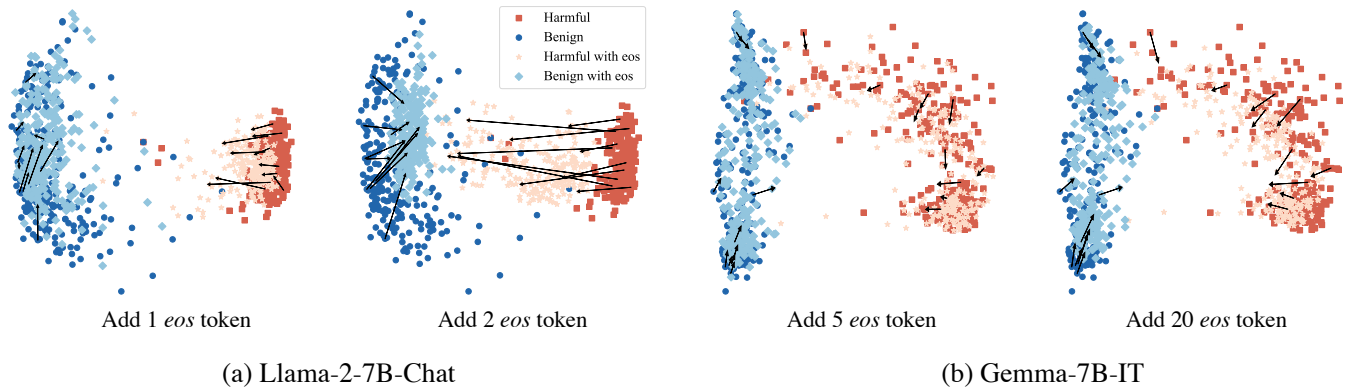 Harmful
Benign
Harmful with eos
Benign with eos
Add 1 eos token
Add 2 eos token
Add 5 eos token
Add 20 eos token
(a) Llama-2-7B-Chat
(b) Gemma-7B-IT